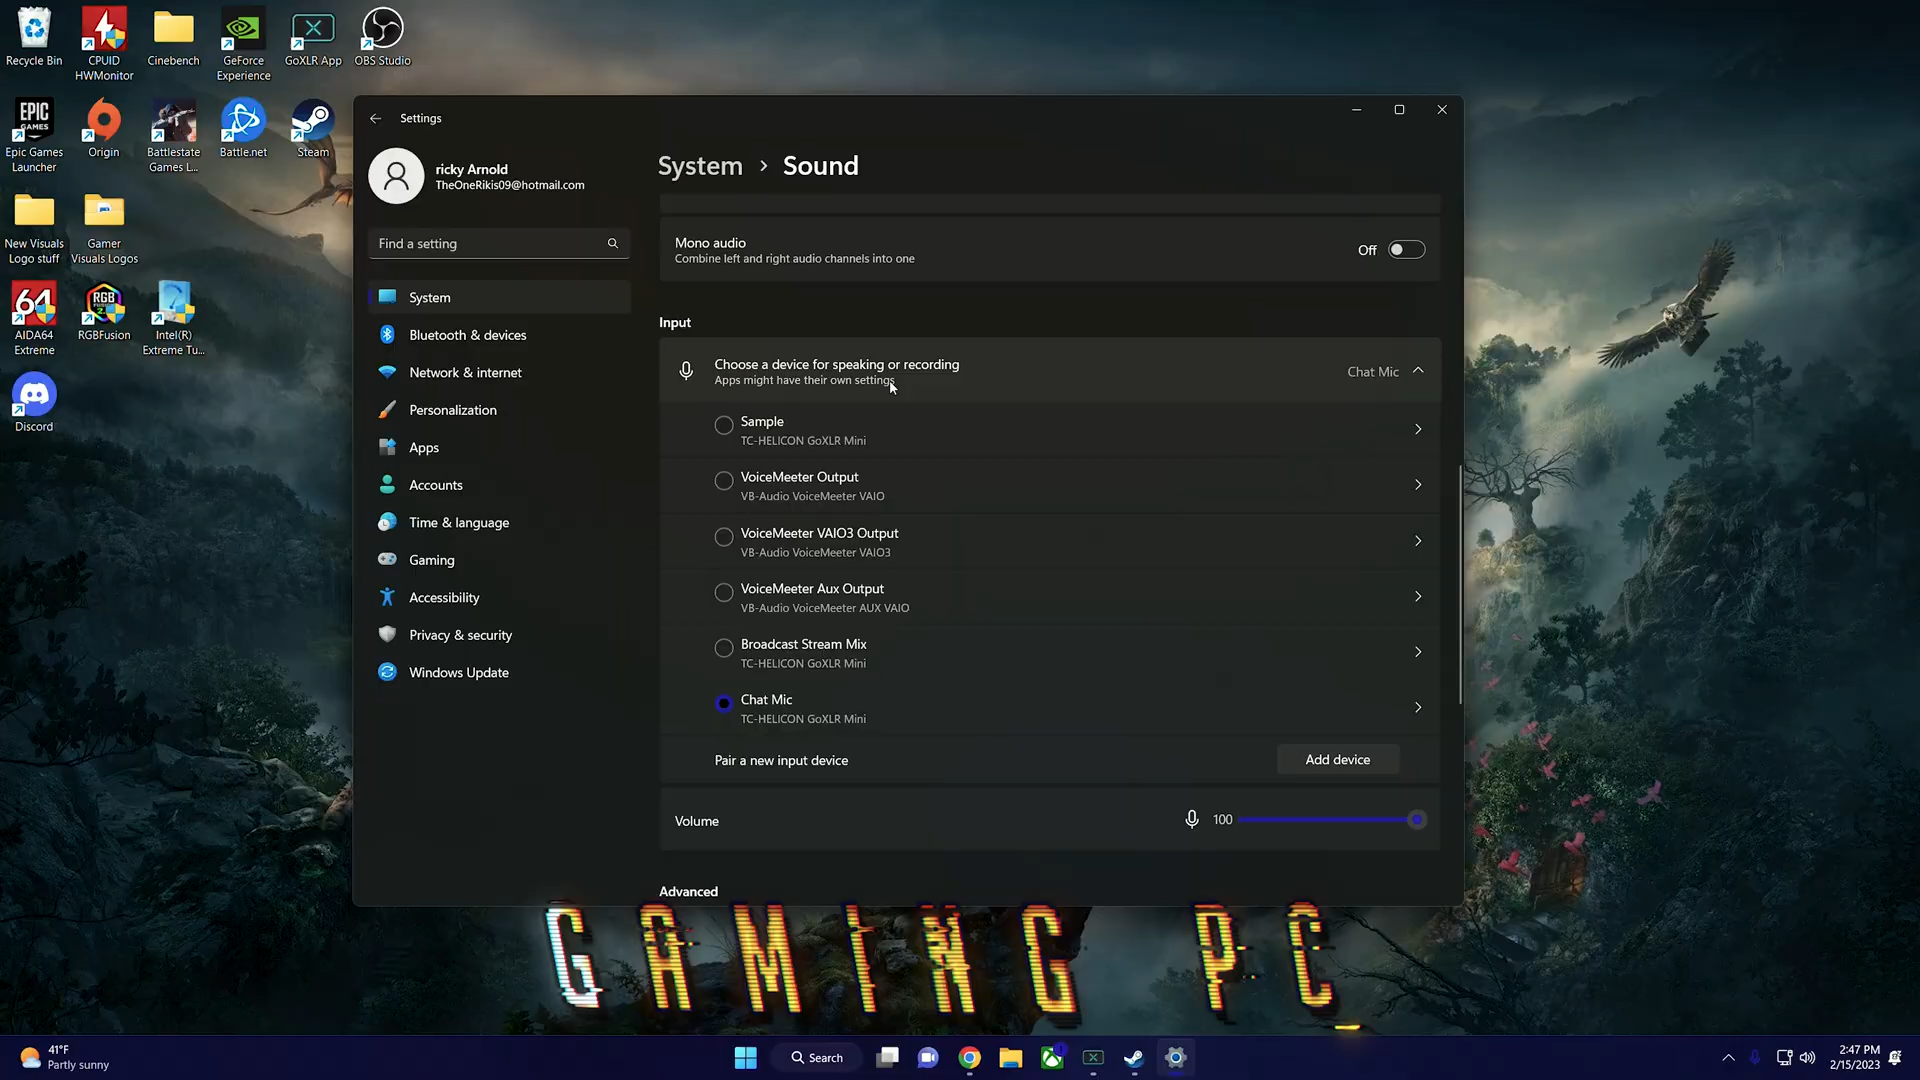 Recycle Bin
CPUID
HWMonitor
Cinebench
GeForce
Experience
GoXLR App
OBS Studio
EPIC
GAMES
Epic Games
Launcher
Origin
Battlestate
Games L...
Battle.net
Steam
New Visuals
Logo stuff
Gamer
Visuals Logos
64
AIDA64
Extreme
RGB
RGBFusion
Intel(R)
Extreme Tu...
Discord
Settings
ricky Arnold
TheOneRikis09@hotmail.com
Find a setting
System
Bluetooth & devices
Network & internet
Personalization
Apps
Accounts
Time & language
Gaming
Accessibility
Privacy & security
Windows Update
System > Sound
Mono audio
Combine left and right audio channels into one
Off
Input
Choose a device for speaking or recording
Apps might have their own settings
Chat Mic
Sample
TC-HELICON GoXLR Mini
VoiceMeeter Output
VB-Audio VoiceMeeter VAIO
VoiceMeeter VAIO3 Output
VB-Audio VoiceMeeter VAIO3
VoiceMeeter Aux Output
VB-Audio VoiceMeeter AUX VAIO
Broadcast Stream Mix
TC-HELICON GoXLR Mini
Chat Mic
TC-HELICON GoXLR Mini
Pair a new input device
Add device
Volume
100
Advanced
GAMING PC_
41°F
Partly sunny
Search
2:47 PM
2/15/2023